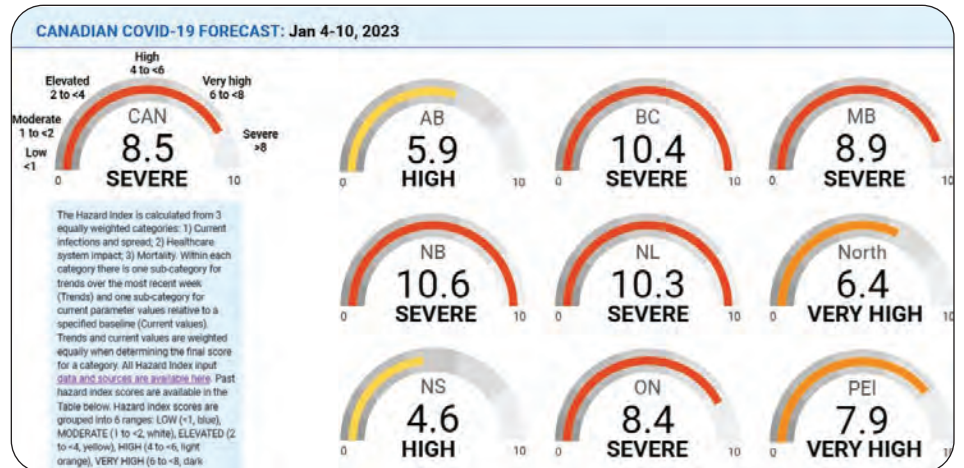 CANADIAN COVID-19 FORECAST: Jan 4-10, 2023
High
4 to <6
Elevated
2 to <4
Very high
6 to <8
Moderate
1 to <2
Severe
>8
Low
<1
CAN
8.5
SEVERE
0
10
AB
5.9
HIGH
0
10
BC
10.4
SEVERE
0
10
MB
8.9
SEVERE
0
10
The Hazard Index is calculated from 3
equally weighted categories: 1) Current
infections and spread; 2) Healthcare
system impact; 3) Mortality. Within each
category there is one sub-category for
trends over the most recent week
(Trends) and one sub-category for
current parameter values relative to a
specified baseline (Current values).
Trends and current values are weighted
equally when determining the final score
for a category. All Hazard Index input
data and sources are available here. Past
hazard index scores are available in the
Table below. Hazard index scores are
grouped into 6 ranges: LOW (<1, blue),
MODERATE (1 to <2, white), ELEVATED (2
to <4, yellow), HIGH (4 to <6, light
orange), VERY HIGH (6 to <8, dark
NB
10.6
SEVERE
0
10
NL
10.3
SEVERE
0
10
North
6.4
VERY HIGH
0
10
NS
4.6
HIGH
0
10
ON
8.4
SEVERE
0
10
PEI
7.9
VERY HIGH
0
10